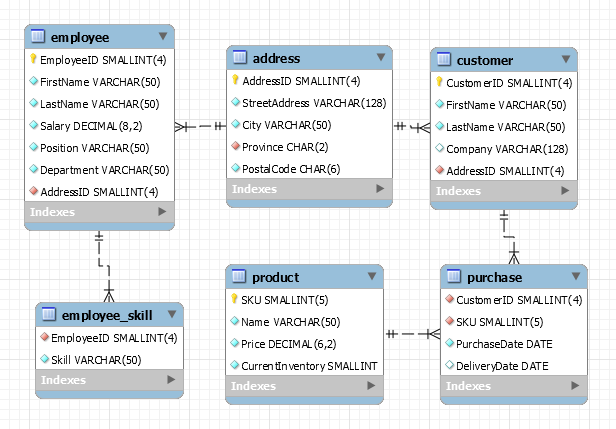 employee
EmployeeID SMALLINT(4)
FirstName VARCHAR(50)
LastName VARCHAR(50)
Salary DECIMAL(8,2)
Position VARCHAR(50)
Department VARCHAR(50)
AddressID SMALLINT(4)
Indexes
address
AddressID SMALLINT(4)
StreetAddress VARCHAR(128)
City VARCHAR(50)
Province CHAR(2)
PostalCode CHAR(6)
Indexes
customer
CustomerID SMALLINT(4)
FirstName VARCHAR(50)
LastName VARCHAR(50)
Company VARCHAR(128)
AddressID SMALLINT(4)
Indexes
employee_skill
EmployeeID SMALLINT(4)
Skill VARCHAR(50)
Indexes
product
SKU SMALLINT(5)
Name VARCHAR(50)
Price DECIMAL(6,2)
CurrentInventory SMALLINT
Indexes
purchase
CustomerID SMALLINT(4)
SKU SMALLINT(5)
PurchaseDate DATE
DeliveryDate DATE
Indexes